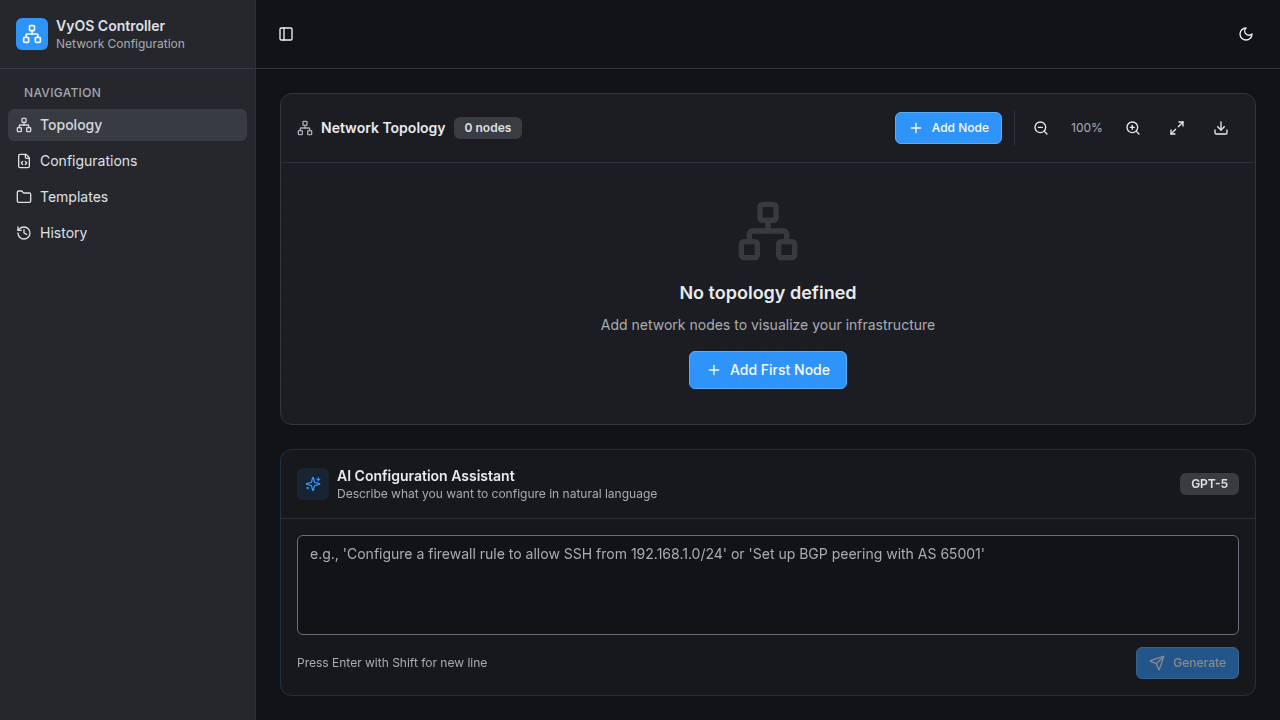 VyOS Controller
Network Configuration
NAVIGATION
Topology
Configurations
Templates
History
Network Topology
0 nodes
Add Node
100%
No topology defined
Add network nodes to visualize your infrastructure
Add First Node
AI Configuration Assistant
Describe what you want to configure in natural language
GPT-5
e.g., 'Configure a firewall rule to allow SSH from 192.168.1.0/24' or 'Set up BGP peering with AS 65001'
Press Enter with Shift for new line
Generate